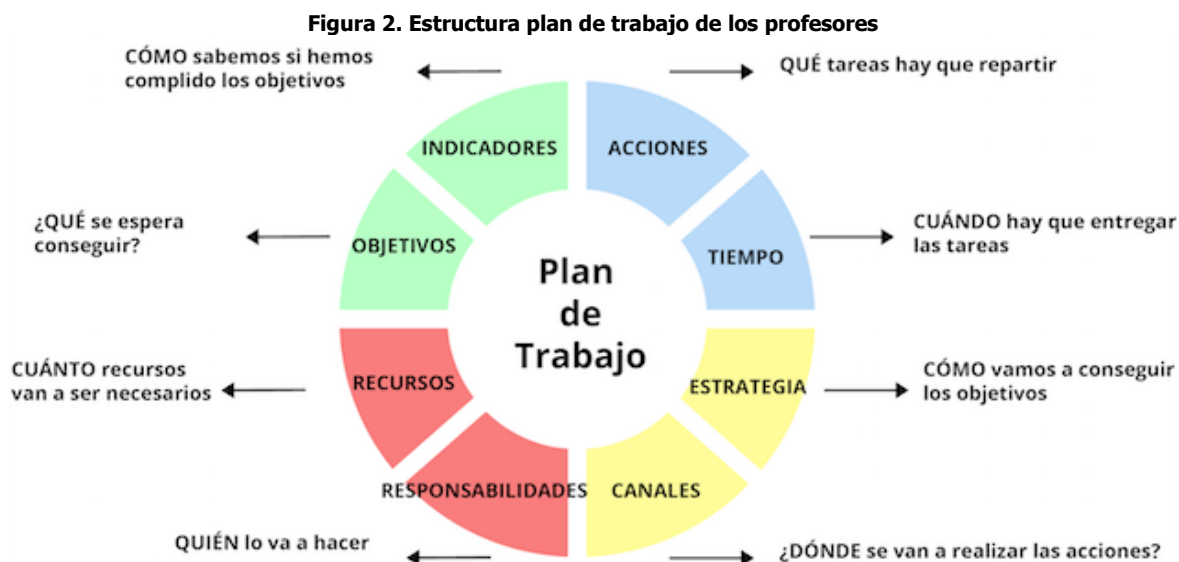 Figura 2. Estructura plan de trabajo de los profesores
CÓMO sabemos si hemos
complido los objetivos
QUÉ tareas hay que repartir
INDICADORES
ACCIONES
¿QUÉ se espera
conseguir?
OBJETIVOS
TIEMPO
CUÁNDO hay que entregar
las tareas
Plan
de
Trabajo
CUÁNTO recursos
van a ser necesarios
RECURSOS
ESTRATEGIA
CÓMO vamos a conseguir
los objetivos
RESPONSABILIDADES
CANALES
QUIÉN lo va a hacer
¿DÓNDE se van a realizar las acciones?